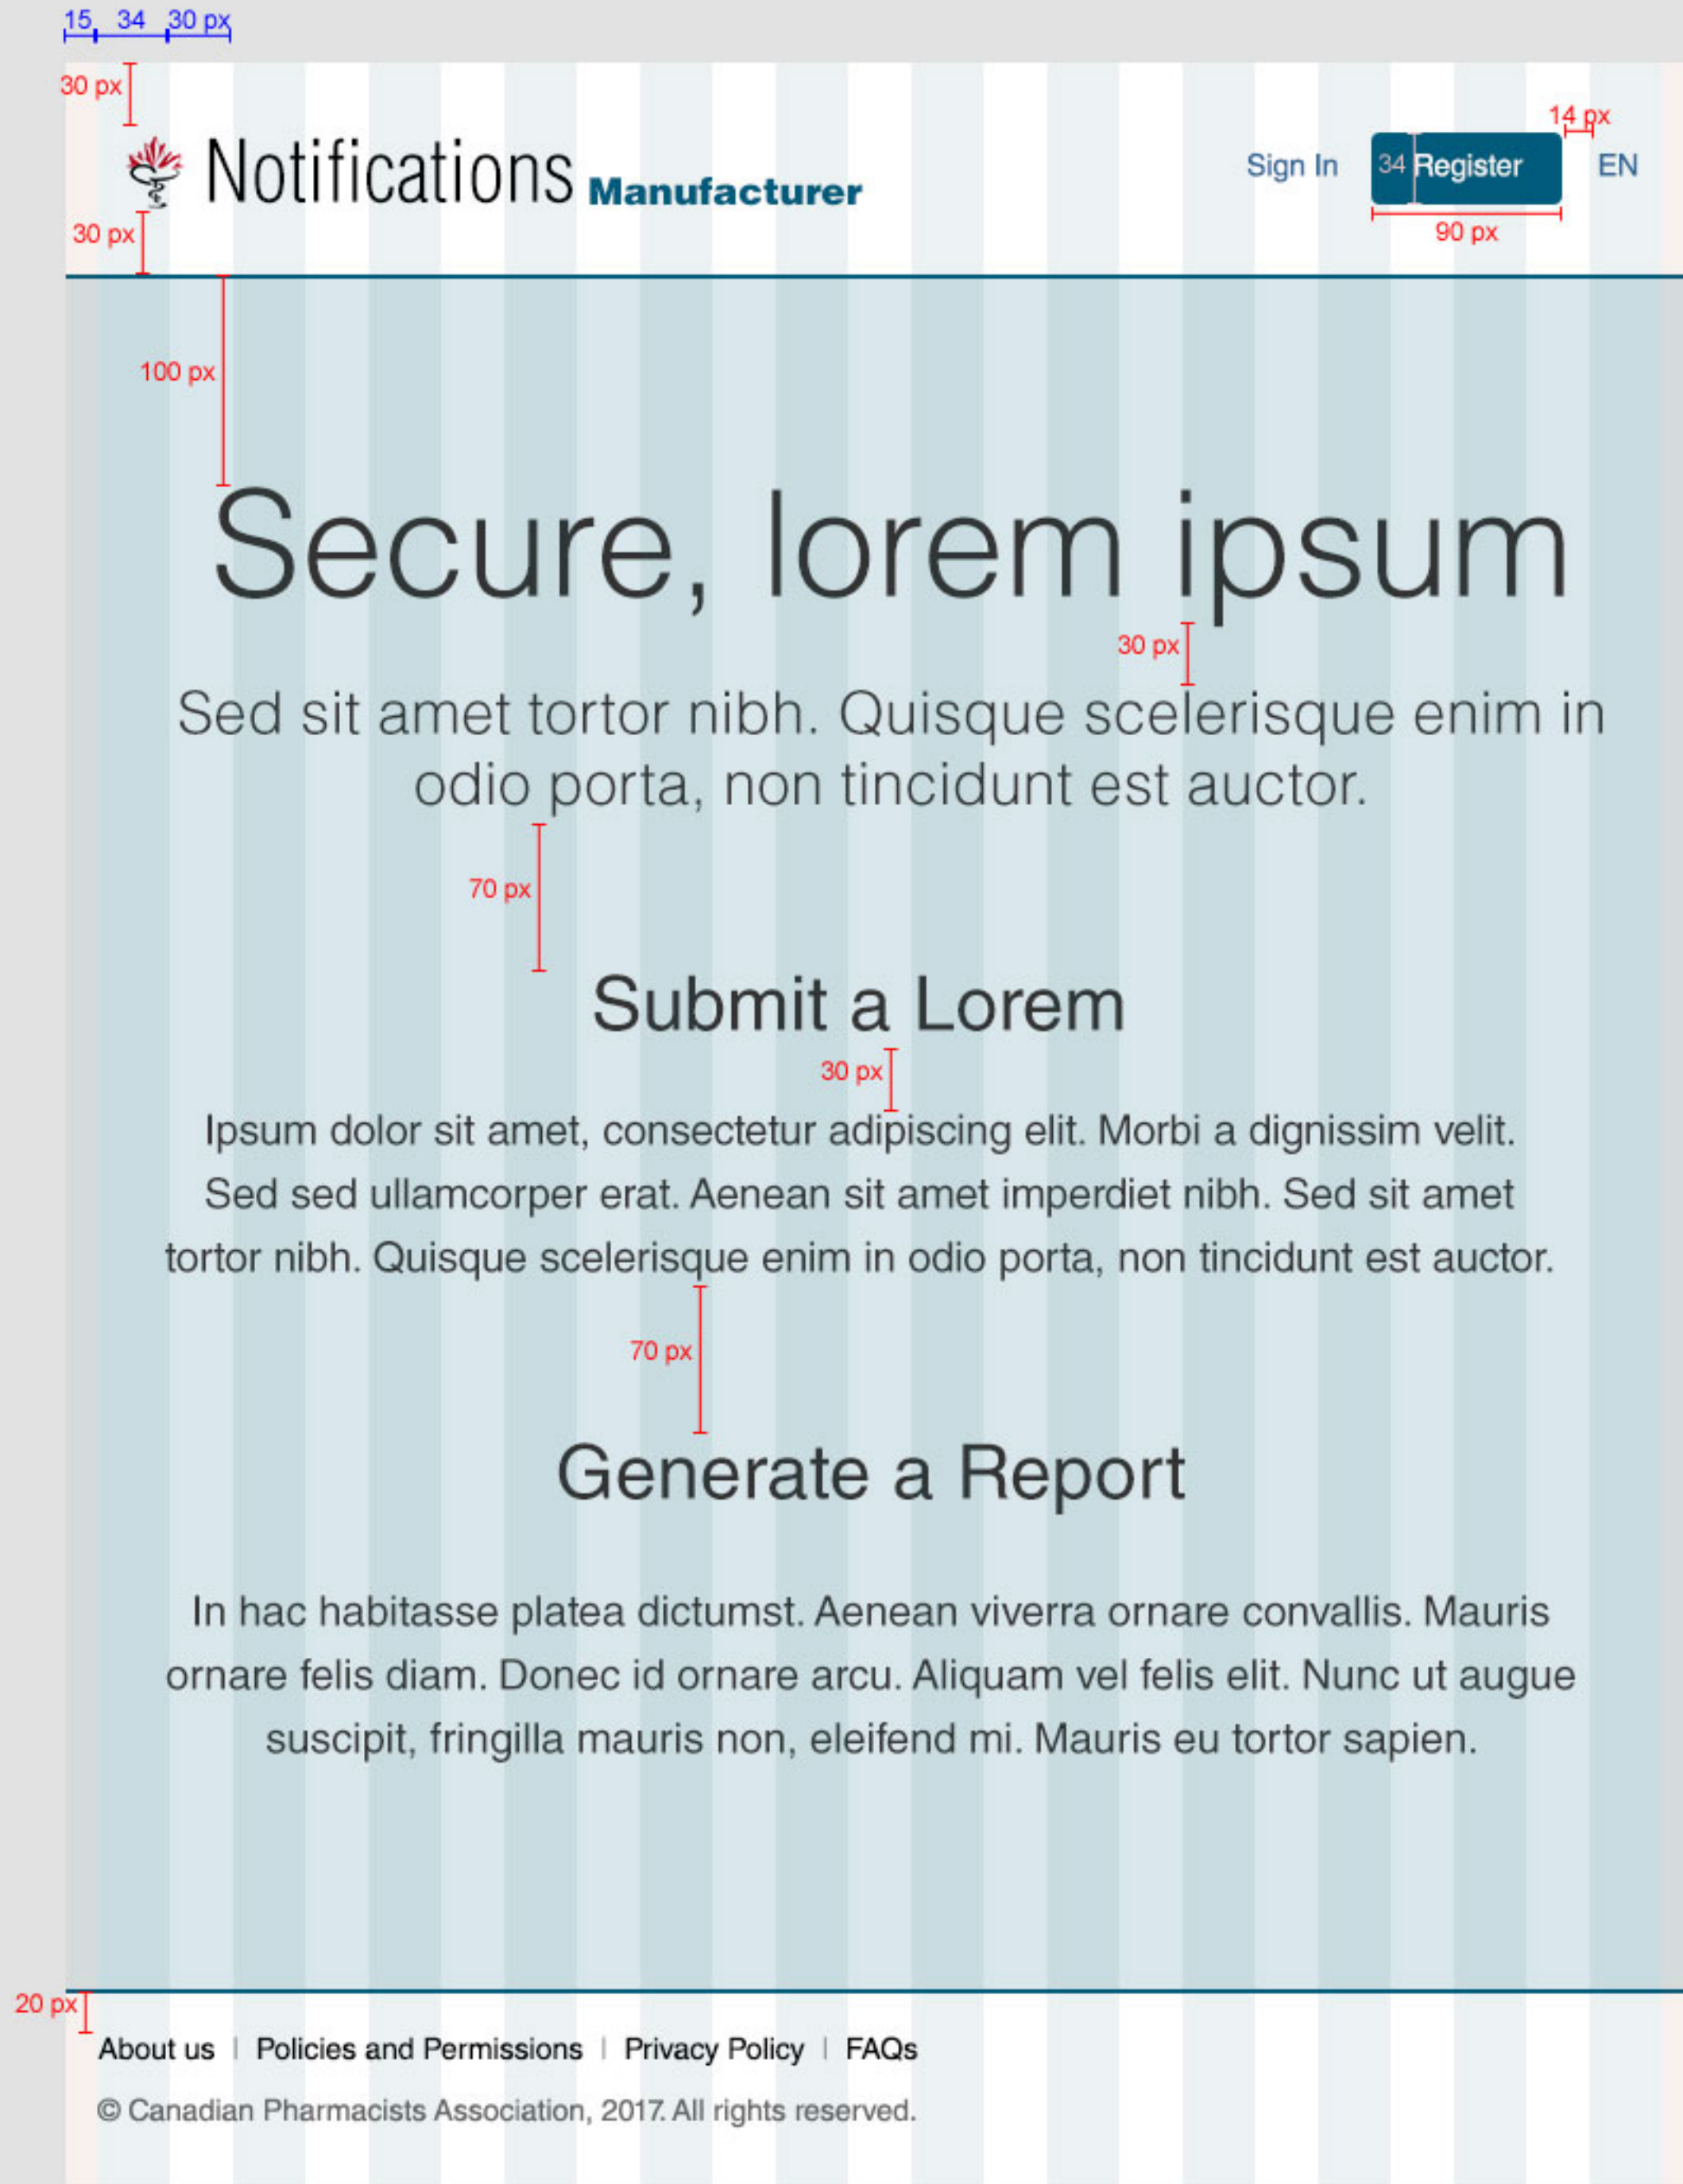 15 34 30 px
30 px
14 px
Notifications Manufacturer Sign In 34 Register EN
30 px
90 px
100 px
Secure, lorem ipsum
30 px
Sed sit amet tortor nibh. Quisque scelerisque enim in
odio porta, non tincidunt est auctor.
70 px
Submit a Lorem
30 px
Ipsum dolor sit amet, consectetur adipiscing elit. Morbi a dignissim velit.
Sed sed ullamcorper erat. Aenean sit amet imperdiet nibh. Sed sit amet
tortor nibh. Quisque scelerisque enim in odio porta, non tincidunt est auctor.
70 px
Generate a Report
In hac habitasse platea dictumst. Aenean viverra ornare convallis. Mauris
ornare felis diam. Donec id ornare arcu. Aliquam vel felis elit. Nunc ut augue
suscipit, fringilla mauris non, eleifend mi. Mauris eu tortor sapien.
20 px
About us | Policies and Permissions | Privacy Policy | FAQs
© Canadian Pharmacists Association, 2017. All rights reserved.